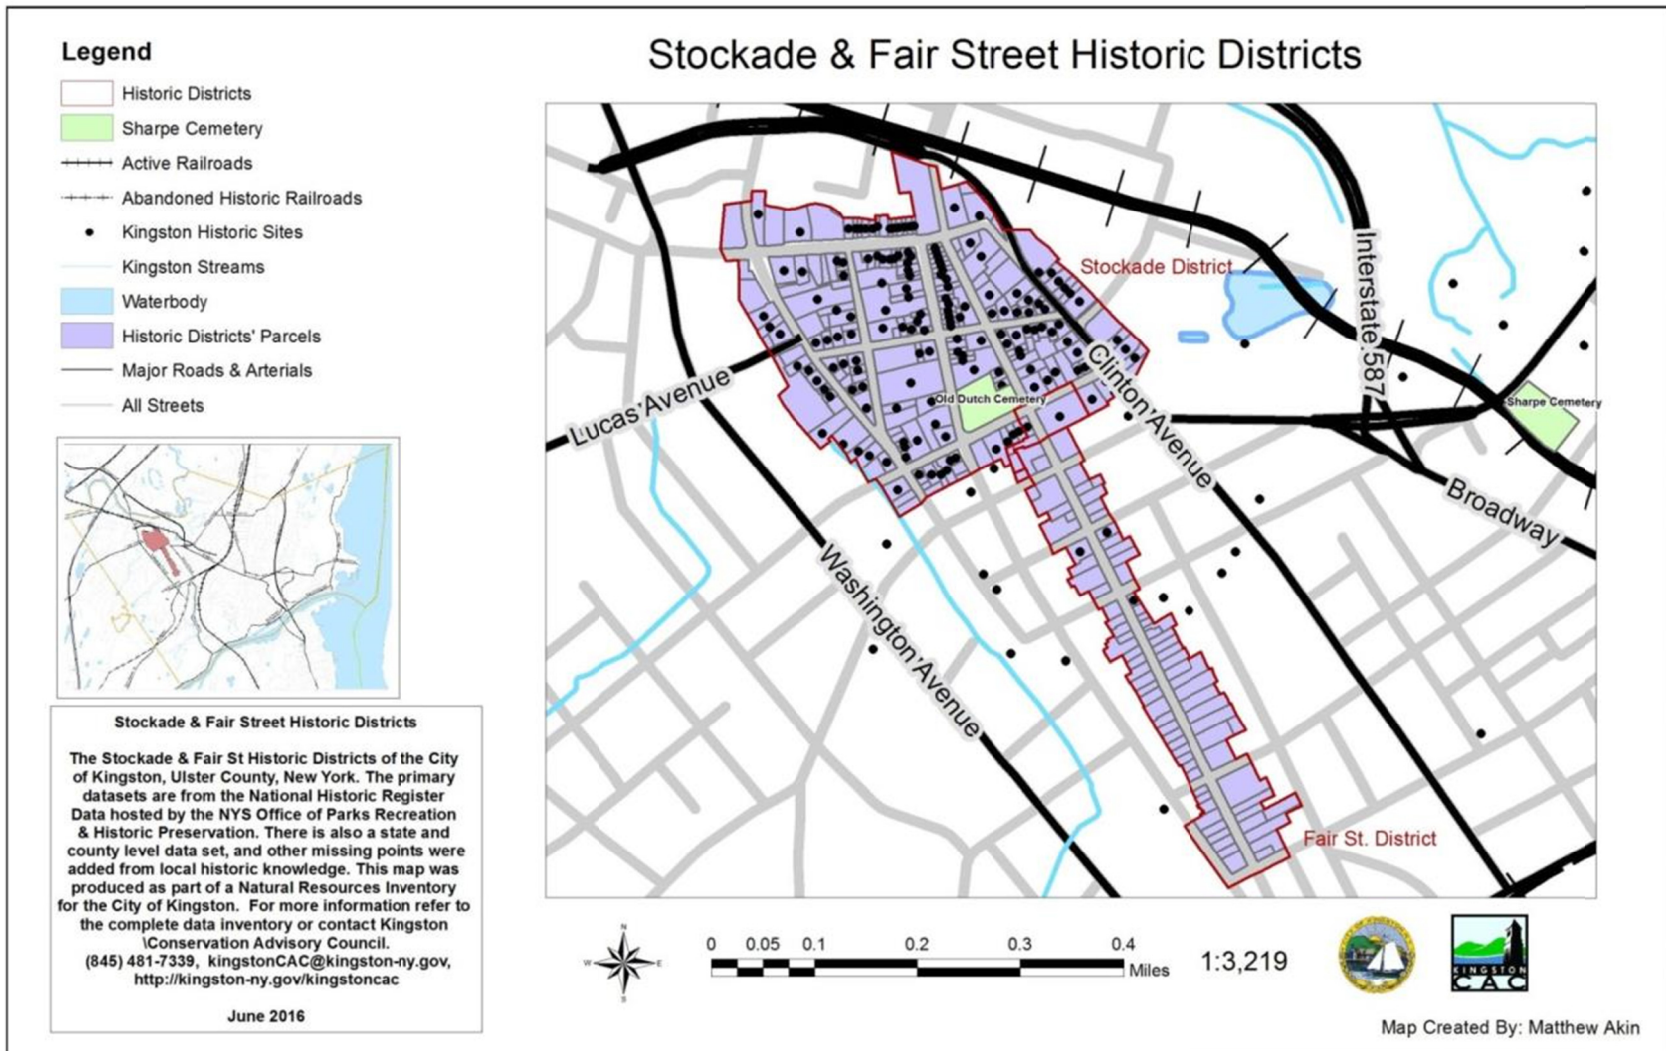 Stockade & Fair Street Historic Districts
Legend
Historic Districts
Sharpe Cemetery
Active Railroads
Abandoned Historic Railroads
Kingston Historic Sites
Kingston Streams
Waterbody
Historic Districts' Parcels
Major Roads & Arterials
All Streets
Stockade District
Interstate 587
Lucas Avenue
Old Dutch Cemetery
Clinton Avenue
Sharpe Cemetery
Broadway
Washington Avenue
Fair St. District
Stockade & Fair Street Historic Districts
The Stockade & Fair St Historic Districts of the City
of Kingston, Ulster County, New York. The primary
datasets are from the National Historic Register
Data hosted by the NYS Office of Parks Recreation
& Historic Preservation. There is also a state and
county level data set, and other missing points were
added from local historic knowledge. This map was
produced as part of a Natural Resources Inventory
for the City of Kingston. For more information refer to
the complete data inventory or contact Kingston
\Conservation Advisory Council.
(845) 481-7339, kingstonCAC@kingston-ny.gov,
http://kingston-ny.gov/kingstoncac
June 2016
N
W E
S
0 0.05 0.1 0.2 0.3 0.4
Miles
1:3,219
KINGSTON
CAC
Map Created By: Matthew Akin